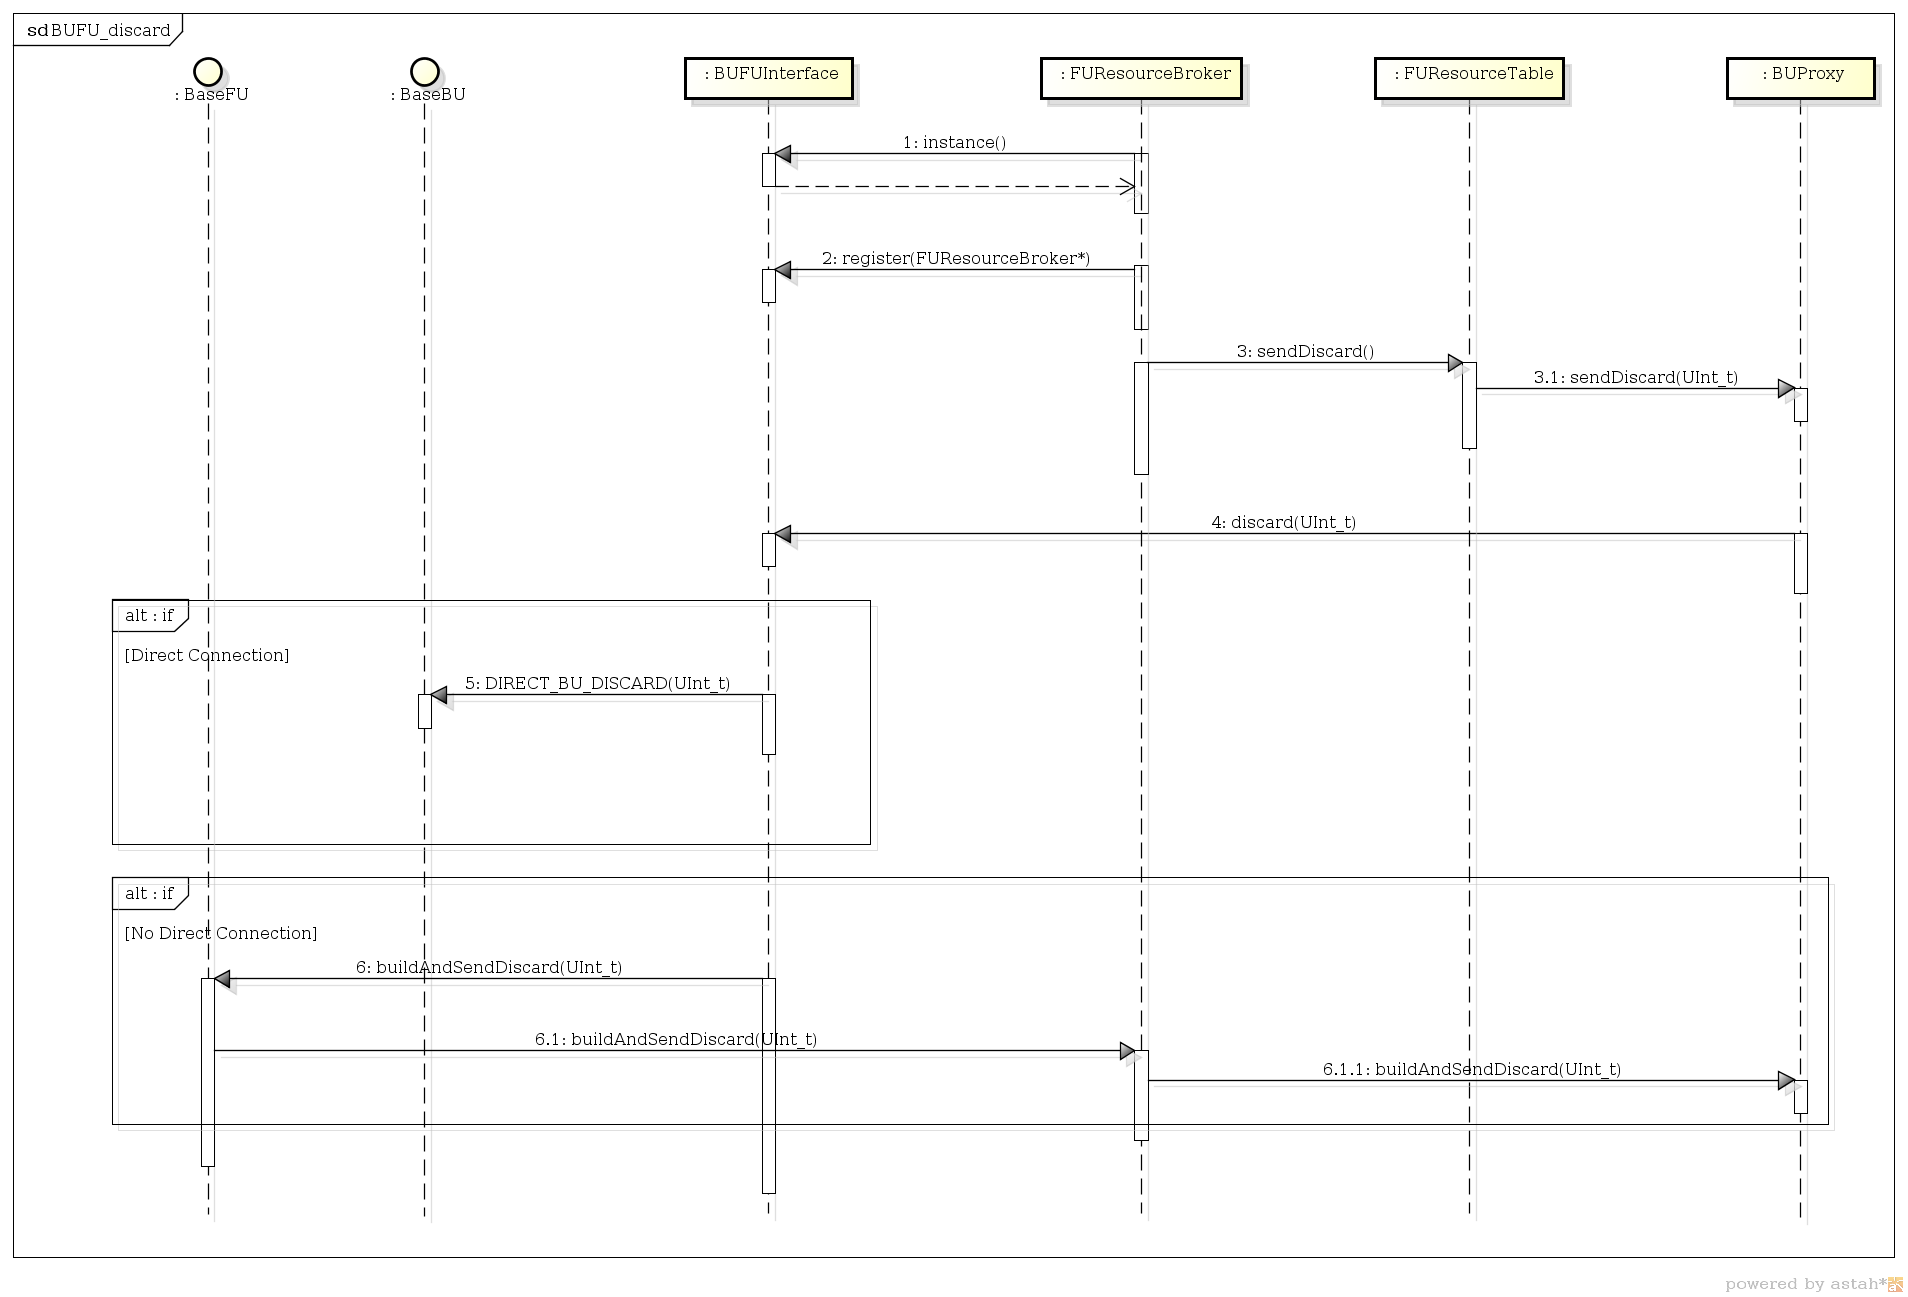 sd BUFU_discard
: BaseFU
: BaseBU
: BUFUInterface
: FUResourceBroker
: FUResourceTable
: BUProxy
1: instance()
2: register(FUResourceBroker*)
3: sendDiscard()
3.1: sendDiscard(UInt_t)
4: discard(UInt_t)
alt : if
[Direct Connection]
5: DIRECT_BU_DISCARD(UInt_t)
alt : if
[No Direct Connection]
6: buildAndSendDiscard(UInt_t)
6.1: buildAndSendDiscard(UInt_t)
6.1.1: buildAndSendDiscard(UInt_t)
powered by astah*